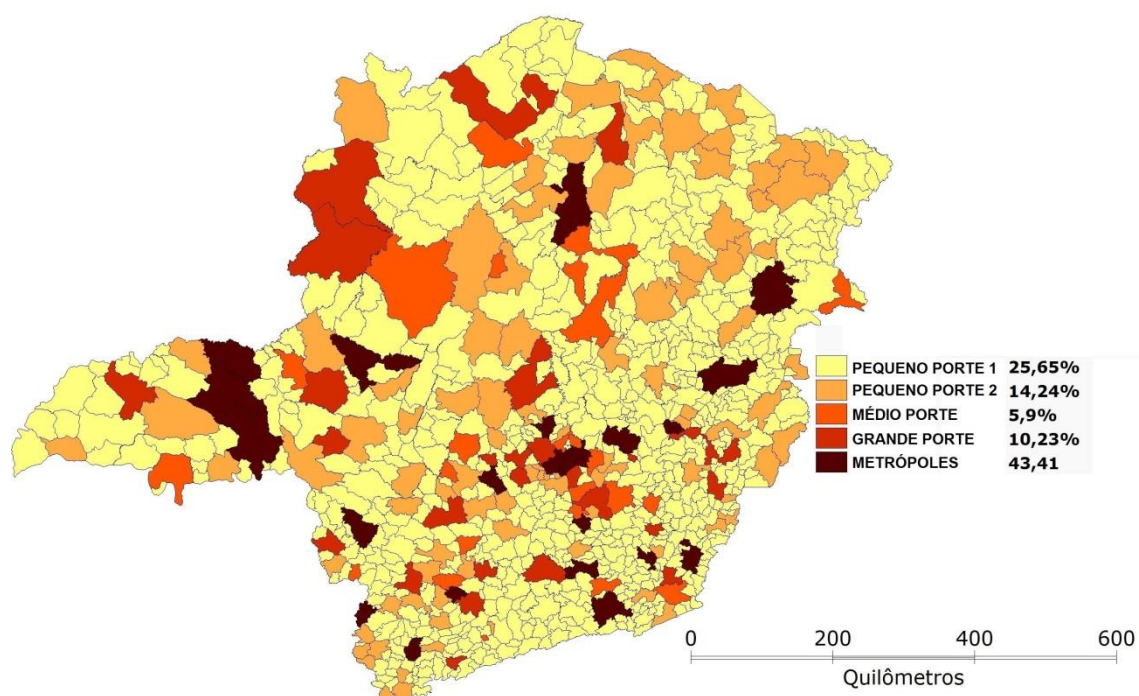 PEQUENO PORTE 1 25,65%
PEQUENO PORTE 2 14,24%
MÉDIO PORTE 5,9%
GRANDE PORTE 10,23%
METRÓPOLES 43,41
0 200 400 600
Quilômetros